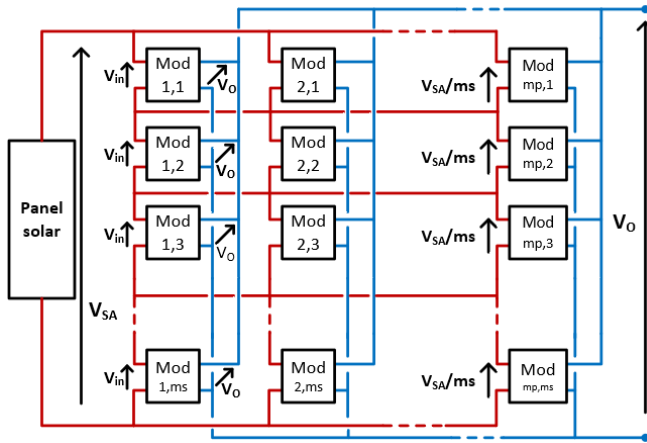 Mod
1,1
Mod
2,1
Mod
mp,1
Vin
VO
VSA/ms
Mod
1,2
Mod
2,2
Mod
mp,2
Vin
VO
VSA/ms
Panel
solar
Mod
1,3
Mod
2,3
Mod
mp,3
Vin
VO
VSA/ms
VO
VSA
Mod
1,ms
Mod
2,ms
Mod
mp,ms
Vin
VO
VSA/ms